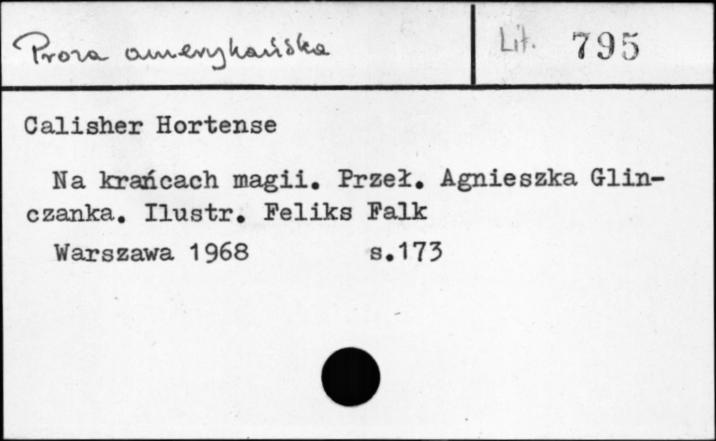 Proza amerykańska
Lit. 795
Calisher Hortense
Na krańcach magii. Przeł. Agnieszka Glin-
czanka. Ilustr. Feliks Falk
Warszawa 1968 s.173